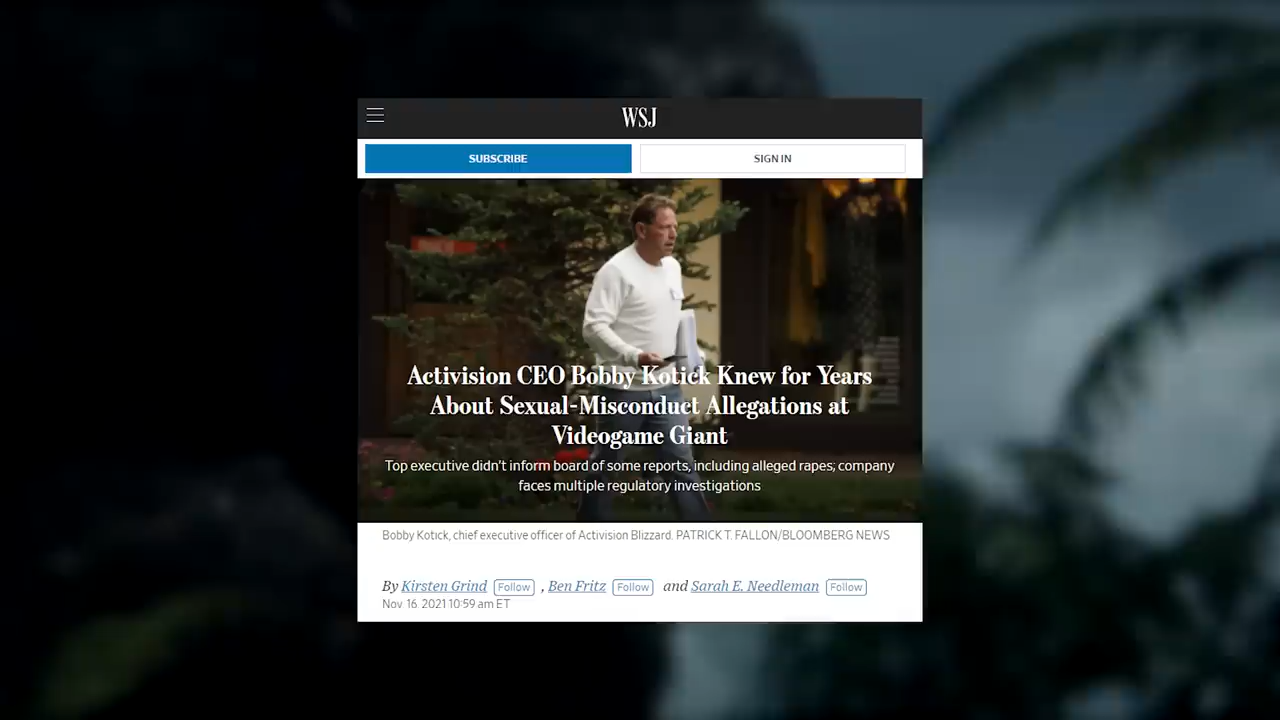 WSJ
SUBSCRIBE
SIGN IN
Activision CEO Bobby Kotick Knew for Years
About Sexual-Misconduct Allegations at
Videogame Giant
Top executive didn't inform board of some reports, including alleged rapes; company
faces multiple regulatory investigations
Bobby Kotick, chief executive officer of Activision Blizzard. PATRICK T. FALLON/BLOOMBERG NEWS
By Kirsten Grind Follow , Ben Fritz Follow and Sarah E. Needleman Follow
Nov. 16, 2021 10:59 am ET